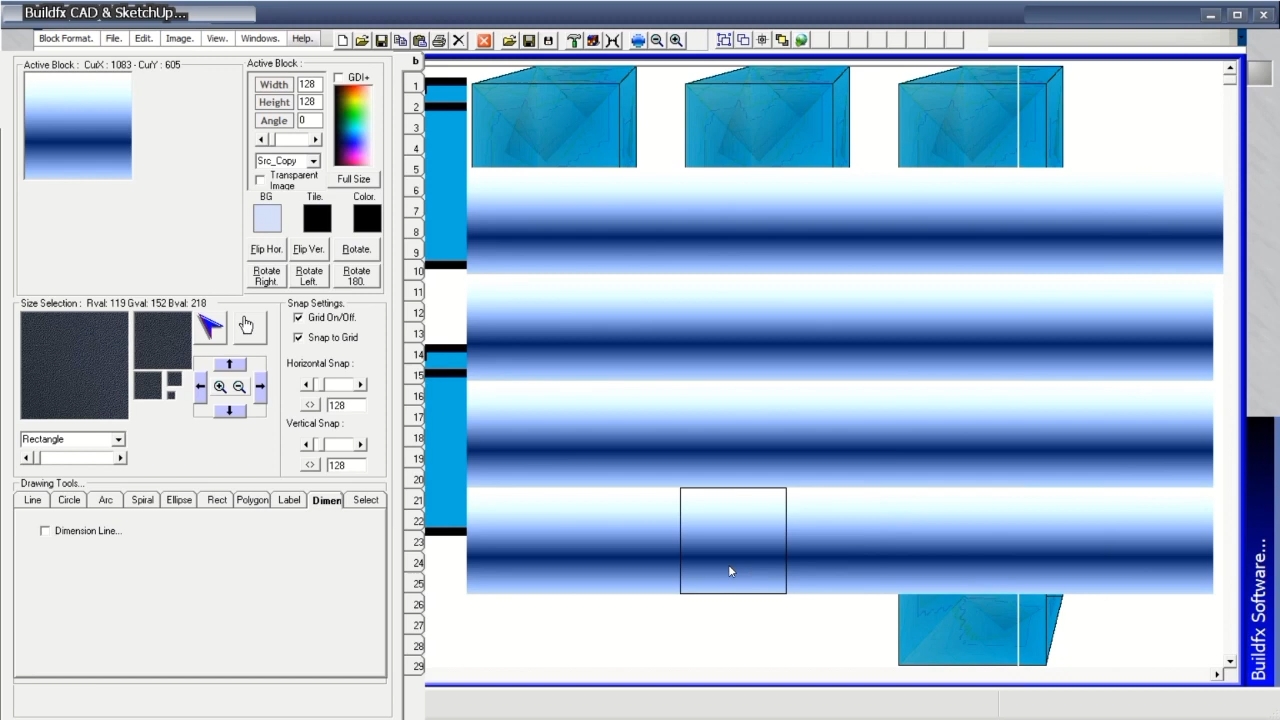 Buildfx CAD & SketchUp...
Block Format.
File.
Edit.
Image.
View.
Windows.
Help.
Active Block : CurX : 1083 - CurY : 605
Active Block :
Width 128
GDI+
Height 128
Angle 0
Src_Copy
Transparent
Image
Full Size
BG
Tile.
Color.
Flip Hor.
Flip Ver.
Rotate.
Rotate
Right.
Rotate
Left.
Rotate
180.
Size Selection : Rval: 119 Gval: 152 Bval: 218
Snap Settings.
Grid On/Off.
Snap to Grid
Horizontal Snap :
<> 128
Vertical Snap :
<> 128
Rectangle
Drawing Tools...
Line
Circle
Arc
Spiral
Ellipse
Rect
Polygon
Label
Dimen
Select
Dimension Line...
b
1
2
3
4
5
6
7
8
9
10
11
12
13
14
15
16
17
18
19
20
21
22
23
24
25
26
27
28
29
Buildfx Software...